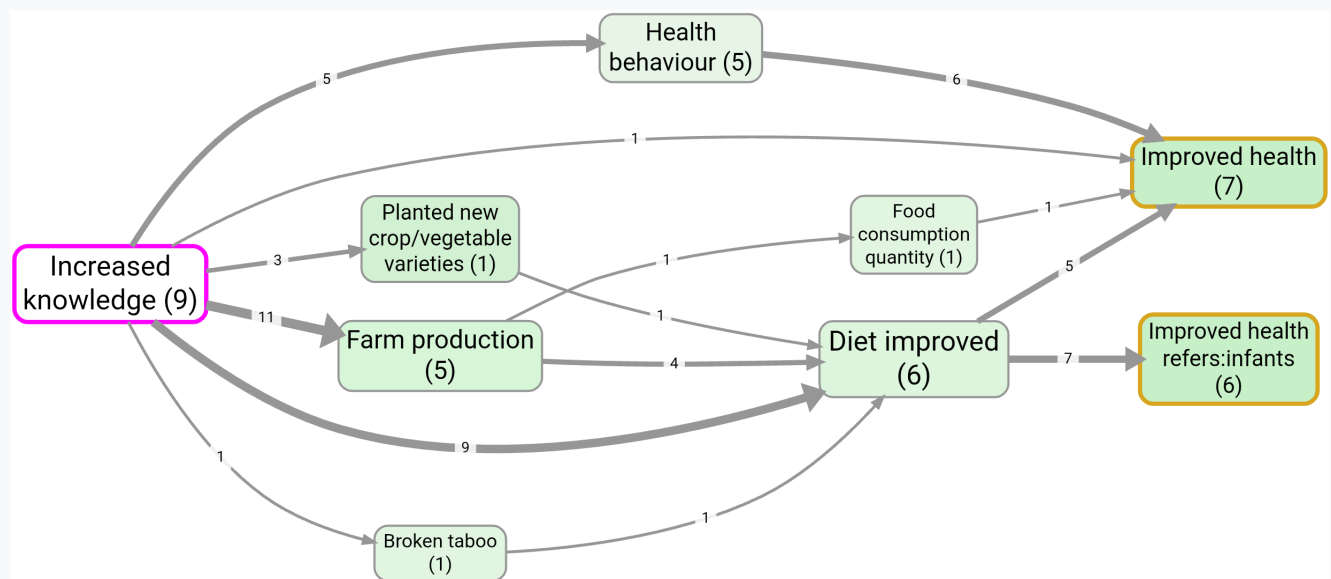 Health
behaviour (5)
5
6
1
Improved health
(7)
Planted new
crop/vegetable
varieties (1)
Food
consumption
quantity (1)
1
3
1
Increased
knowledge (9)
5
11
1
Farm production
(5)
Diet improved
(6)
Improved health
refers:infants
(6)
4
7
9
1
1
Broken taboo
(1)